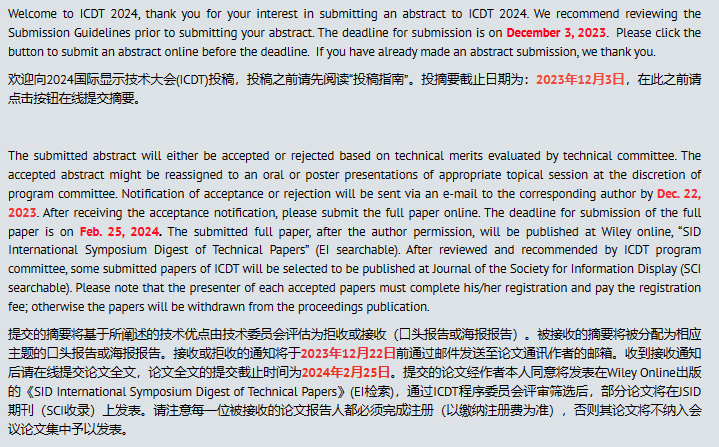 Welcome to ICDT 2024, thank you for your interest in submitting an abstract to ICDT 2024. We recommend reviewing the
Submission Guidelines prior to submitting your abstract. The deadline for submission is on December 3, 2023.  Please click the
button to submit an abstract online before the deadline.  If you have already made an abstract submission, we thank you.
欢迎向2024国际显示技术大会(ICDT)投稿，投稿之前请先阅读“投稿指南”。投摘要截止日期为：2023年12月3日，在此之前请
点击按钮在线提交摘要。
The submitted abstract will either be accepted or rejected based on technical merits evaluated by technical committee. The
accepted abstract might be reassigned to an oral or poster presentations of appropriate topical session at the discretion of
program committee. Notification of acceptance or rejection will be sent via an e-mail to the corresponding author by Dec. 22,
2023. After receiving the acceptance notification, please submit the full paper online. The deadline for submission of the full
paper is on Feb. 25, 2024. The submitted full paper, after the author permission, will be published at Wiley online, “SID
International Symposium Digest of Technical Papers” (EI searchable). After reviewed and recommended by ICDT program
committee, some submitted papers of ICDT will be selected to be published at Journal of the Society for Information Display (SCI
searchable). Please note that the presenter of each accepted papers must complete his/her registration and pay the registration
fee; otherwise the papers will be withdrawn from the proceedings publication.
提交的摘要将基于所阐述的技术优点由技术委员会评估为拒收或接收（口头报告或海报报告）。被接收的摘要将被分配为相应
主题的口头报告或海报报告。接收或拒收的通知将于2023年12月22日前通过邮件发送至论文通讯作者的邮箱。收到接收通知
后请在线提交论文全文，论文全文的提交截止时间为2024年2月25日。提交的论文经作者本人同意将发表在Wiley Online出版
的《SID International Symposium Digest of Technical Papers》(EI检索)，通过ICDT程序委员会评审筛选后，部分论文将在JSID
期刊（SCI收录）上发表。请注意每一位被接收的论文报告人都必须完成注册（以缴纳注册费为准），否则其论文将不纳入会
议论文集中予以发表。